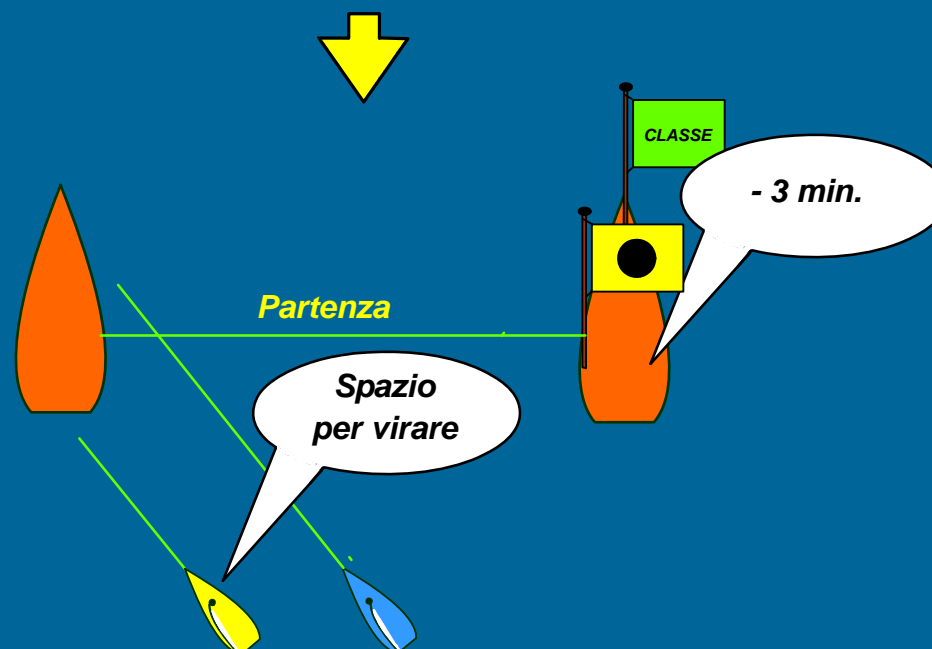 CLASSE
- 3 min.
Partenza
Spazio
per virare